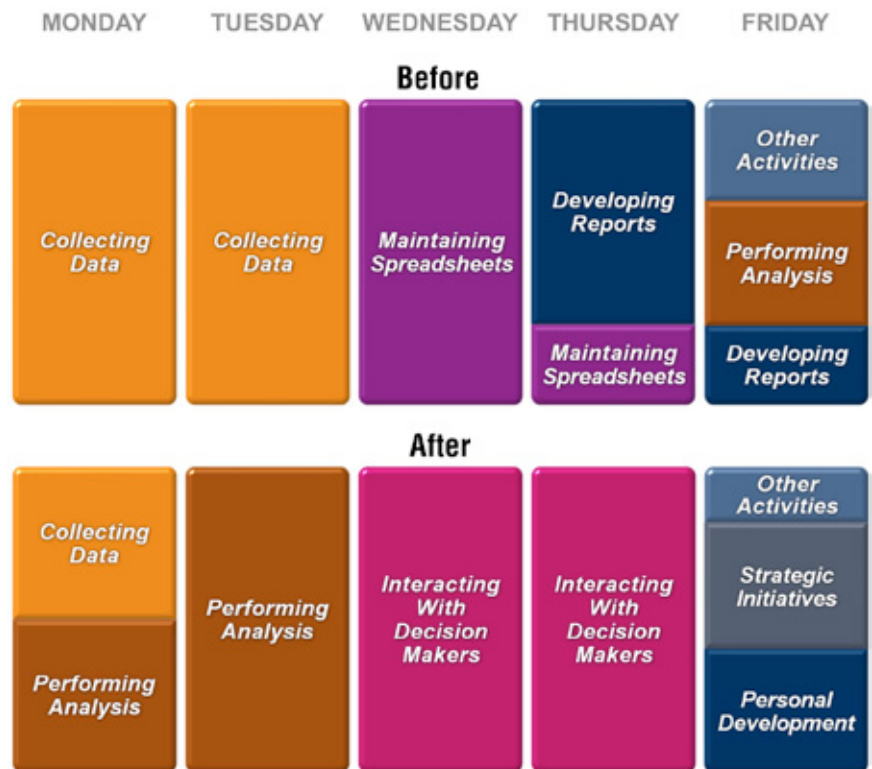 MONDAY TUESDAY WEDNESDAY THURSDAY FRIDAY
Before
Collecting
Data
Collecting
Data
Maintaining
Spreadsheets
Developing
Reports
Maintaining
Spreadsheets
Other
Activities
Performing
Analysis
Developing
Reports
After
Collecting
Data
Performing
Analysis
Performing
Analysis
Interacting
With
Decision
Makers
Interacting
With
Decision
Makers
Other
Activities
Strategic
Initiatives
Personal
Development